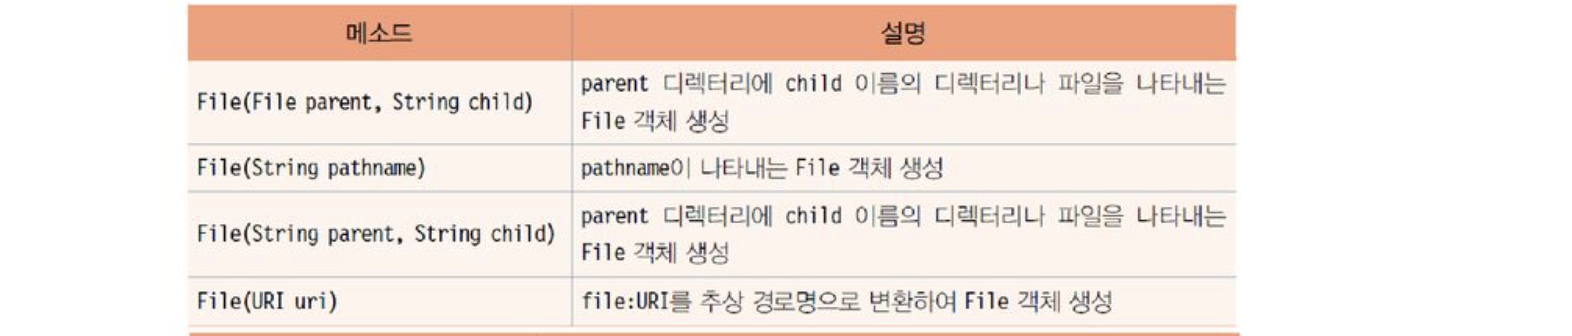 메소드 설명
File(File parent, String child) parent 디렉터리에 child 이름의 디렉터리나 파일을 나타내는
File 객체 생성
File(String pathname) pathname이 나타내는 File 객체 생성
File(String parent, String child) parent 디렉터리에 child 이름의 디렉터리나 파일을 나타내는
File 객체 생성
File(URI uri) file:URI를 추상 경로명으로 변환하여 File 객체 생성